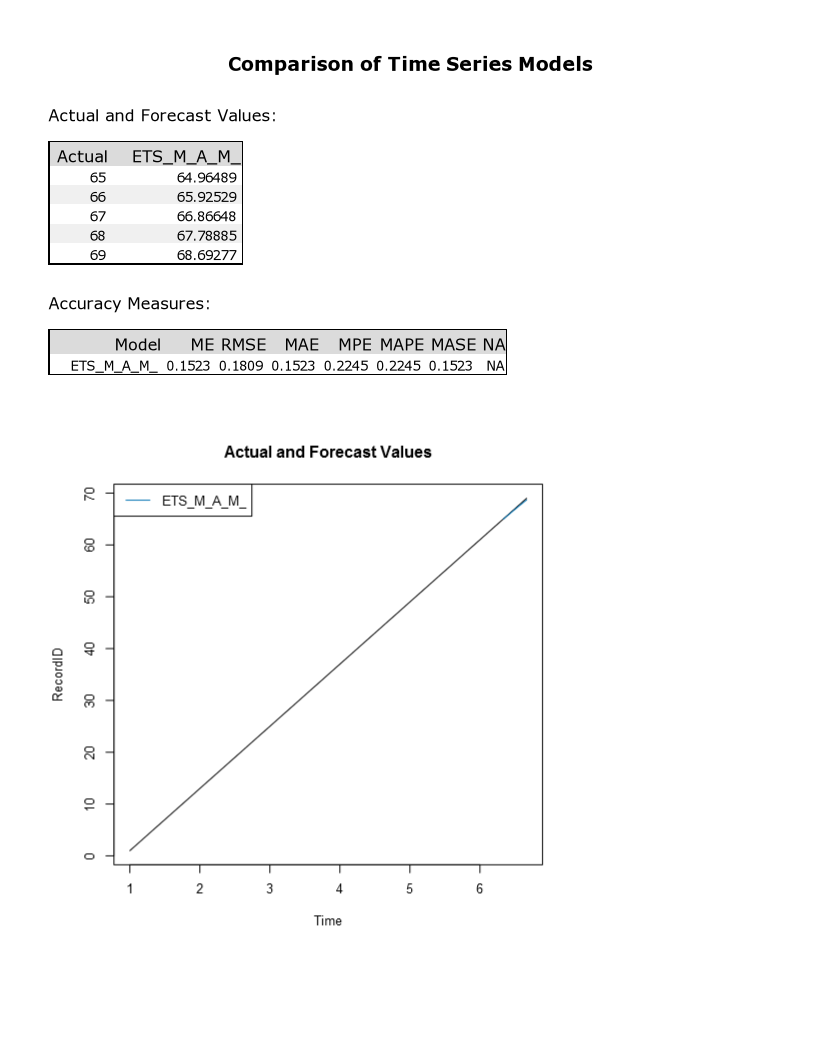 Comparison of Time Series Models
Actual and Forecast Values:
Actual ETS_M_A_M_
65 64.96489
66 65.92529
67 66.86648
68 67.78885
69 68.69277
Accuracy Measures:
Model ME RMSE MAE MPE MAPE MASE NA
ETS_M_A_M_ 0.1523 0.1809 0.1523 0.2245 0.2245 0.1523 NA
Actual and Forecast Values
ETS_M_A_M_
70
60
50
40
30
20
10
0
RecordID
1 2 3 4 5 6
Time